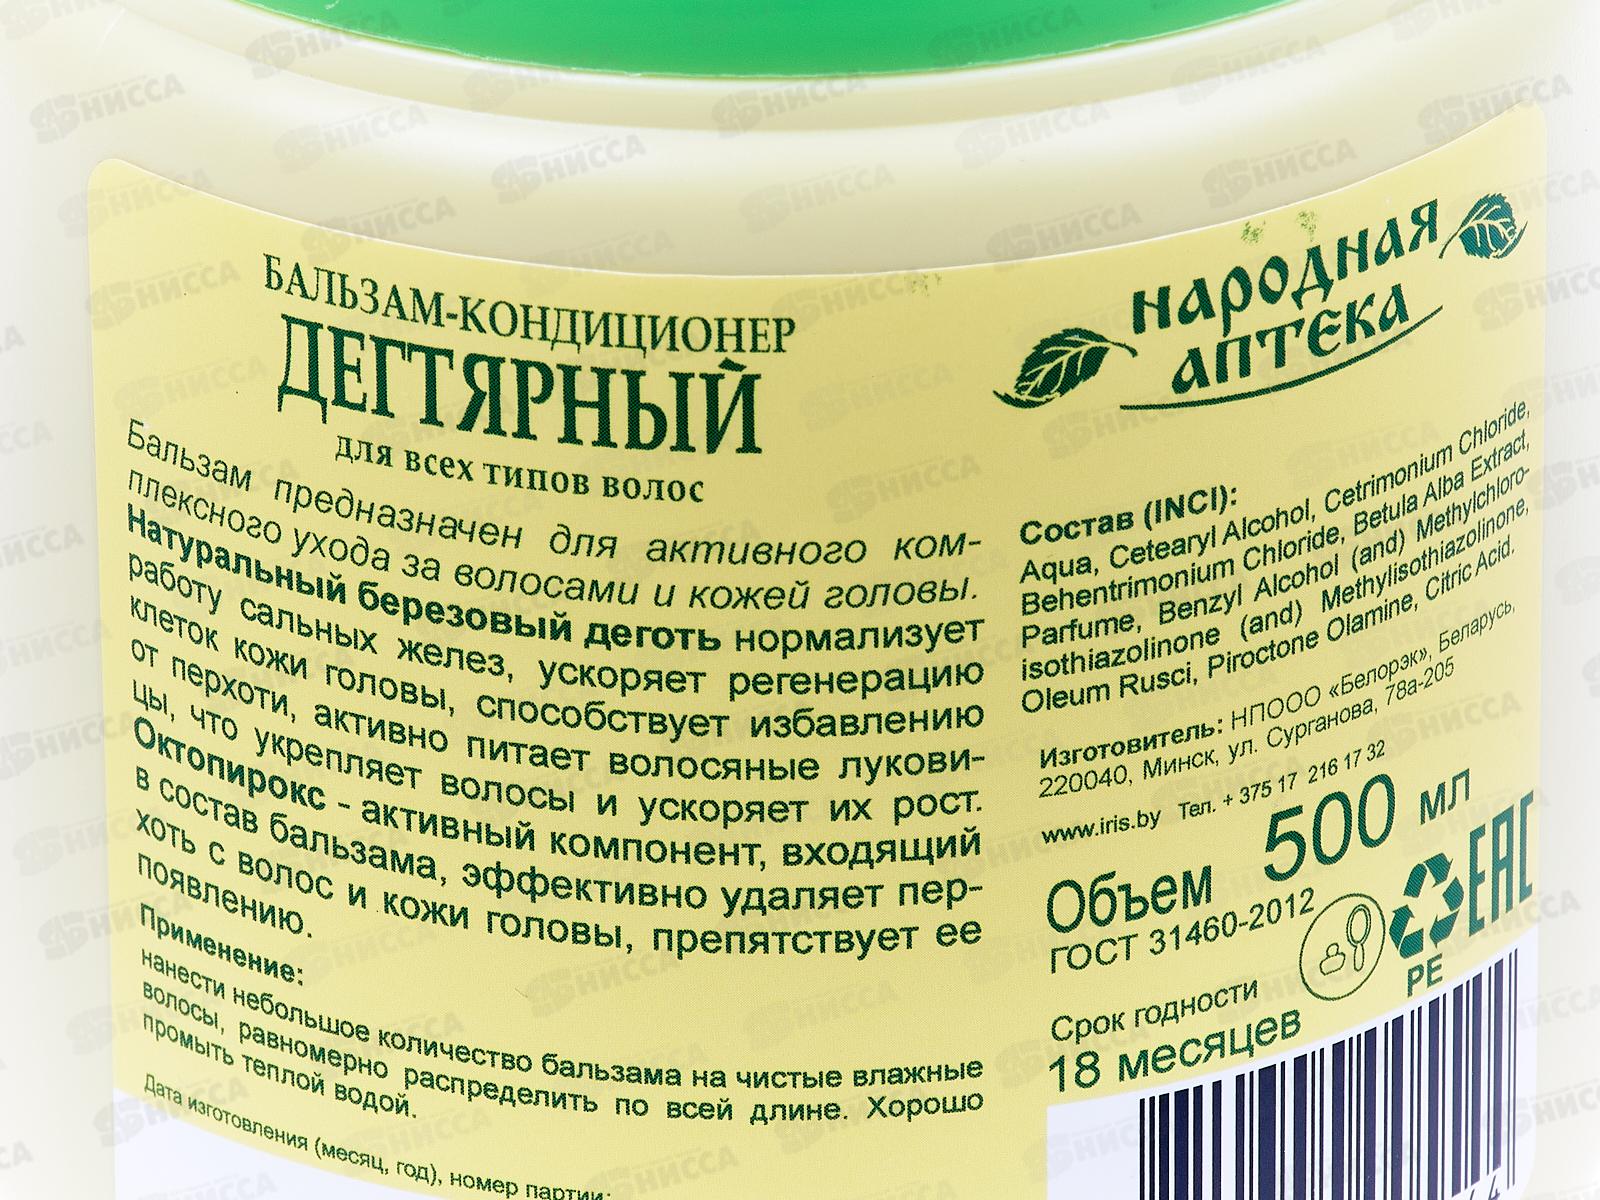 БАЛЬЗАМ-КОНДИЦИОНЕР
ДЕГТЯРНЫЙ
для всех типов волос
Бальзам предназначен для активного ком-
плексного ухода за волосами и кожей головы.
Натуральный березовый деготь нормализует
работу сальных желез, ускоряет регенерацию
клеток кожи головы, способствует избавлению
от перхоти, активно питает волосяные лукови-
цы, что укрепляет волосы и ускоряет их рост.
Октопирокс - активный компонент, входящий
в состав бальзама, эффективно удаляет пер-
хоть с волос и кожи головы, препятствует ее
появлению.
Применение:
нанести небольшое количество бальзама на чистые влажные
волосы, равномерно распределить по всей длине. Хорошо
промыть теплой водой.
Дата изготовления (месяц, год), номер партии:
НАРОДНАЯ
АПТЕКА
Состав (INCI):
Aqua, Cetearyl Alcohol, Cetrimonium Chloride,
Behentrimonium Chloride, Betula Alba Extract,
Parfume, Benzyl Alcohol (and) Methylchloro-
isothiazolinone (and) Methylisothiazolinone,
Oleum Rusci, Piroctone Olamine, Citric Acid.
Изготовитель: НПООО «Белорэк», Беларусь,
220040, Минск, ул. Сурганова, 78а-205
www.iris.by Тел. + 375 17 216 17 32
Объем 500 мл
ГОСТ 31460-2012
EAC
PE
Срок годности
18 месяцев
НИССА